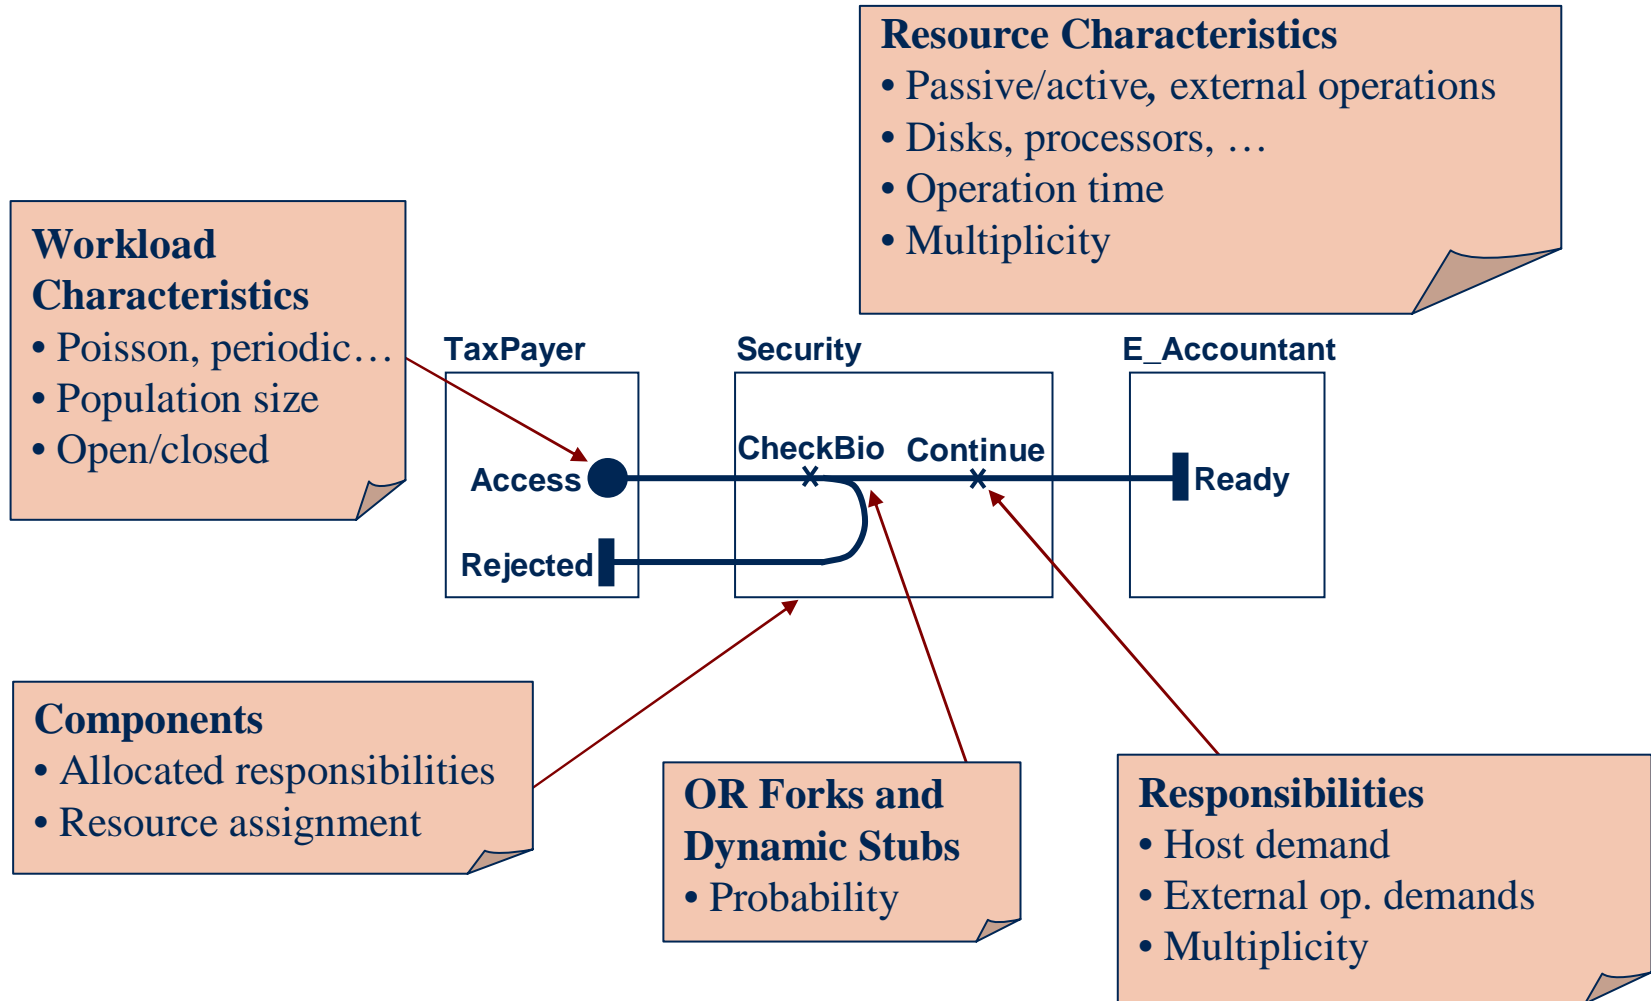 Resource Characteristics
• Passive/active, external operations
• Disks, processors, …
• Operation time
• Multiplicity
Workload
Characteristics
• Poisson, periodic…
• Population size
• Open/closed
TaxPayer
Security
E_Accountant
CheckBio
Continue
Access
Ready
Rejected
Components
• Allocated responsibilities
• Resource assignment
OR Forks and
Dynamic Stubs
• Probability
Responsibilities
• Host demand
• External op. demands
• Multiplicity